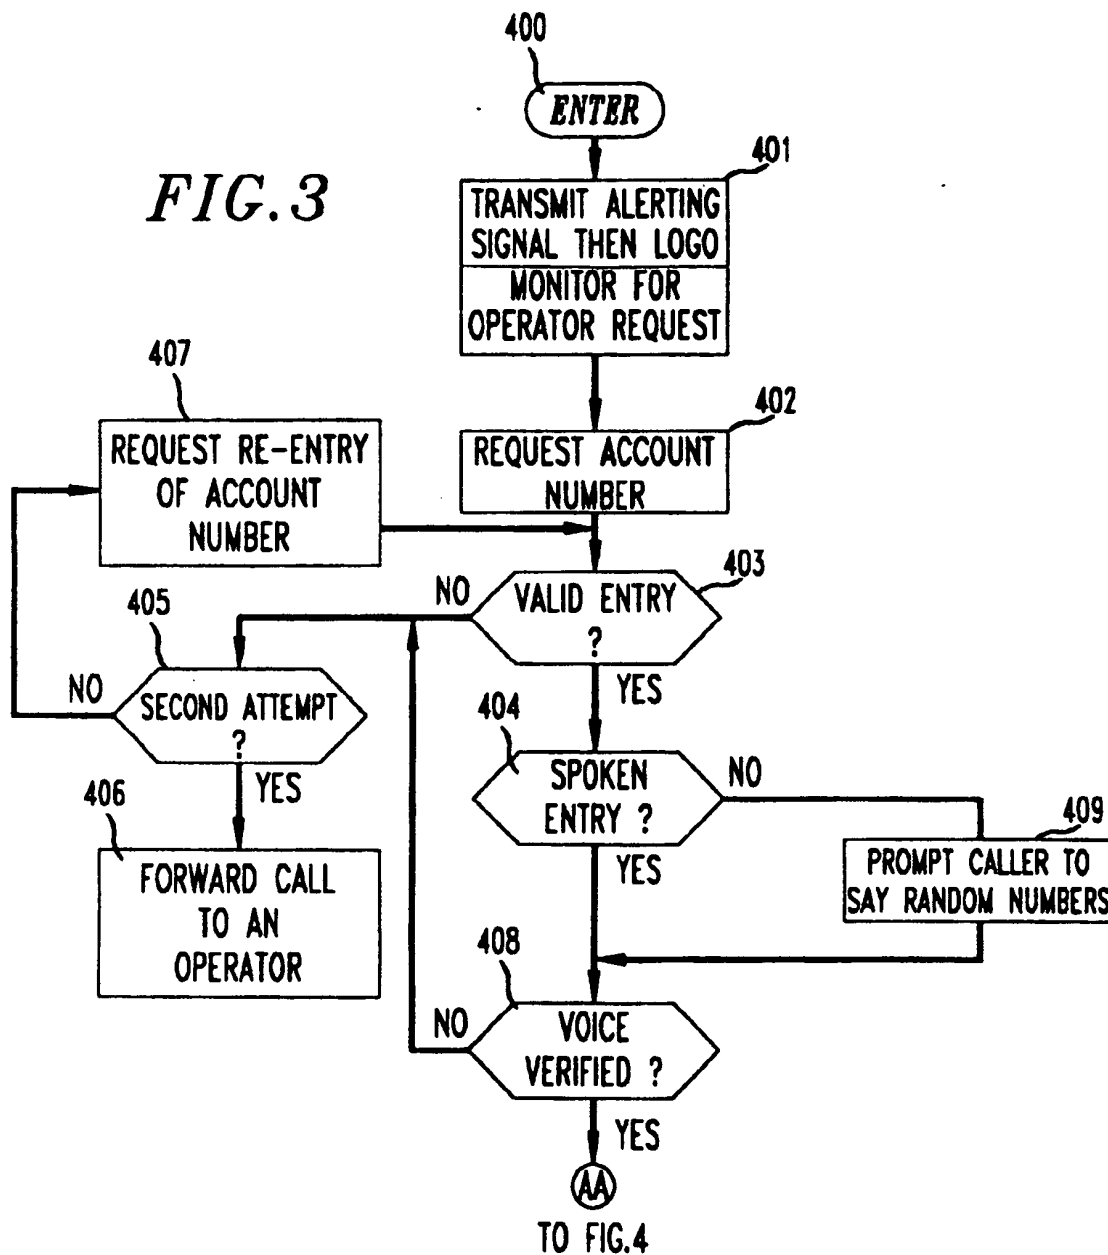 400
ENTER
FIG.3
401
TRANSMIT ALERTING
SIGNAL THEN LOGO
MONITOR FOR
OPERATOR REQUEST
407
REQUEST RE-ENTRY
OF ACCOUNT
NUMBER
402
REQUEST ACCOUNT
NUMBER
403
VALID ENTRY
?
NO
YES
405
SECOND ATTEMPT
?
NO
YES
404
SPOKEN
ENTRY ?
NO
YES
406
FORWARD CALL
TO AN
OPERATOR
409
PROMPT CALLER TO
SAY RANDOM NUMBERS
408
VOICE
VERIFIED ?
NO
YES
AA
TO FIG.4